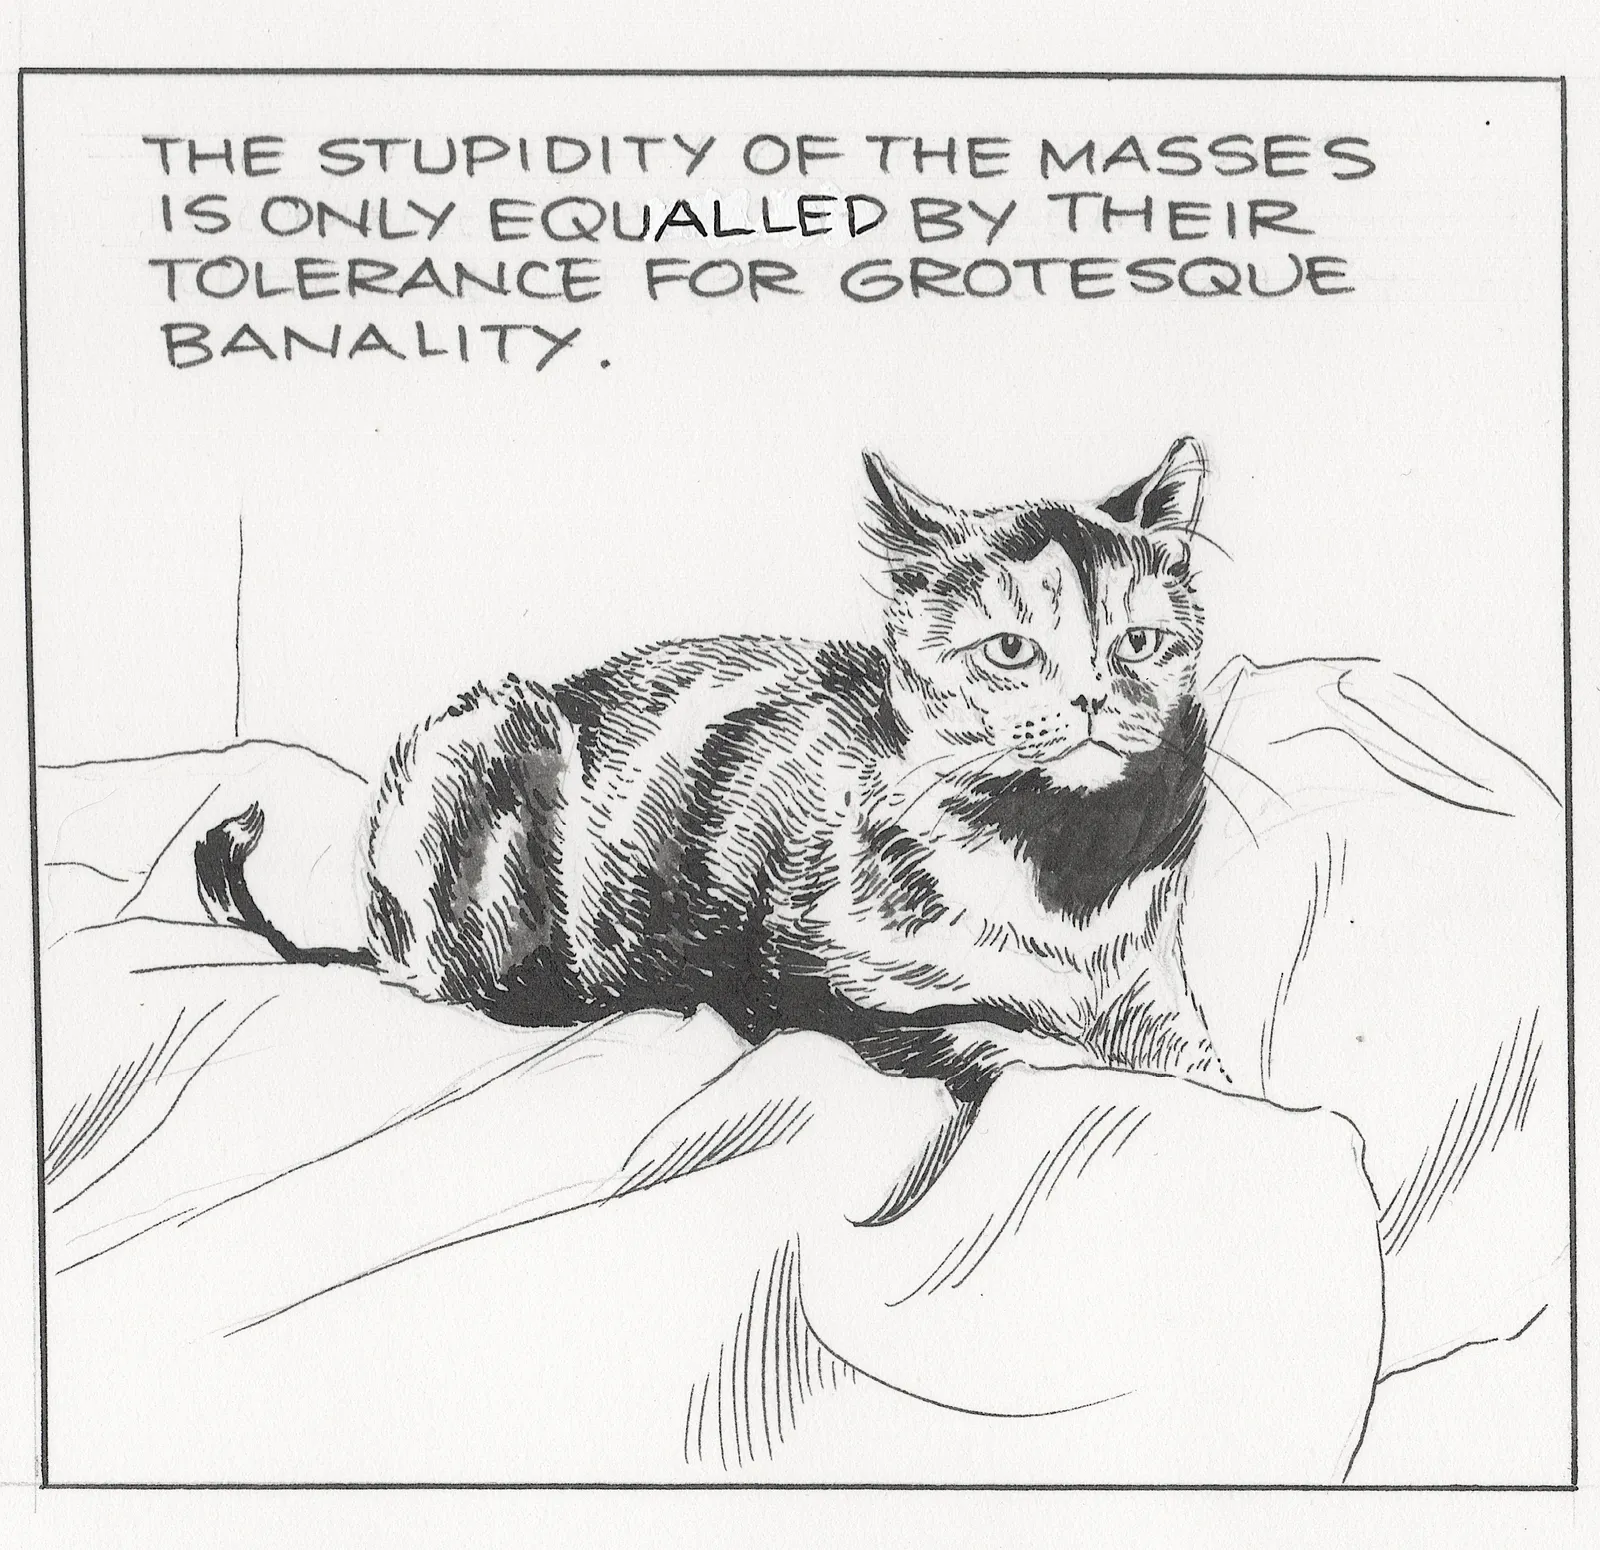 THE STUPIDITY OF THE MASSES
IS ONLY EQUALLED BY THEIR
TOLERANCE FOR GROTESQUE
BANALITY.